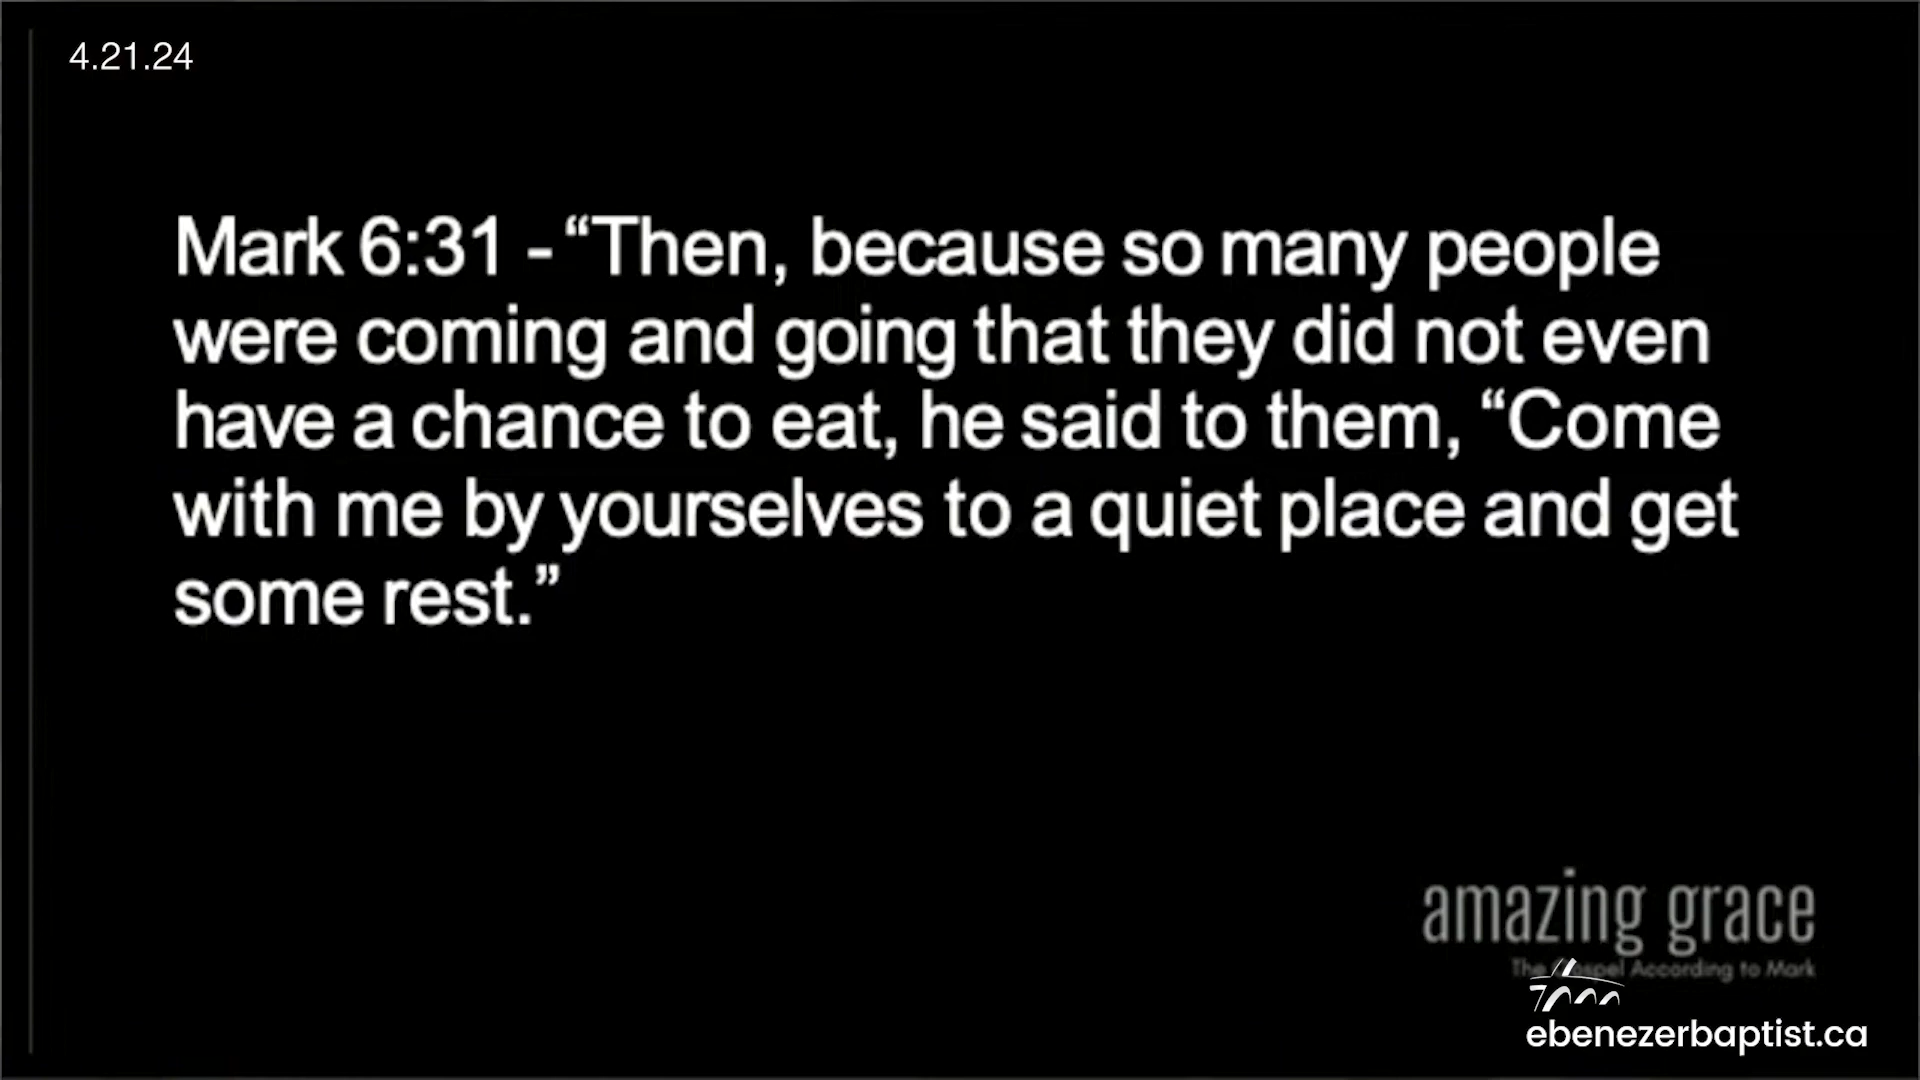 4.21.24
Mark 6:31 - “Then, because so many people
were coming and going that they did not even
have a chance to eat, he said to them, “Come
with me by yourselves to a quiet place and get
some rest.”
amazing grace
The Gospel According to Mark
ebenezerbaptist.ca